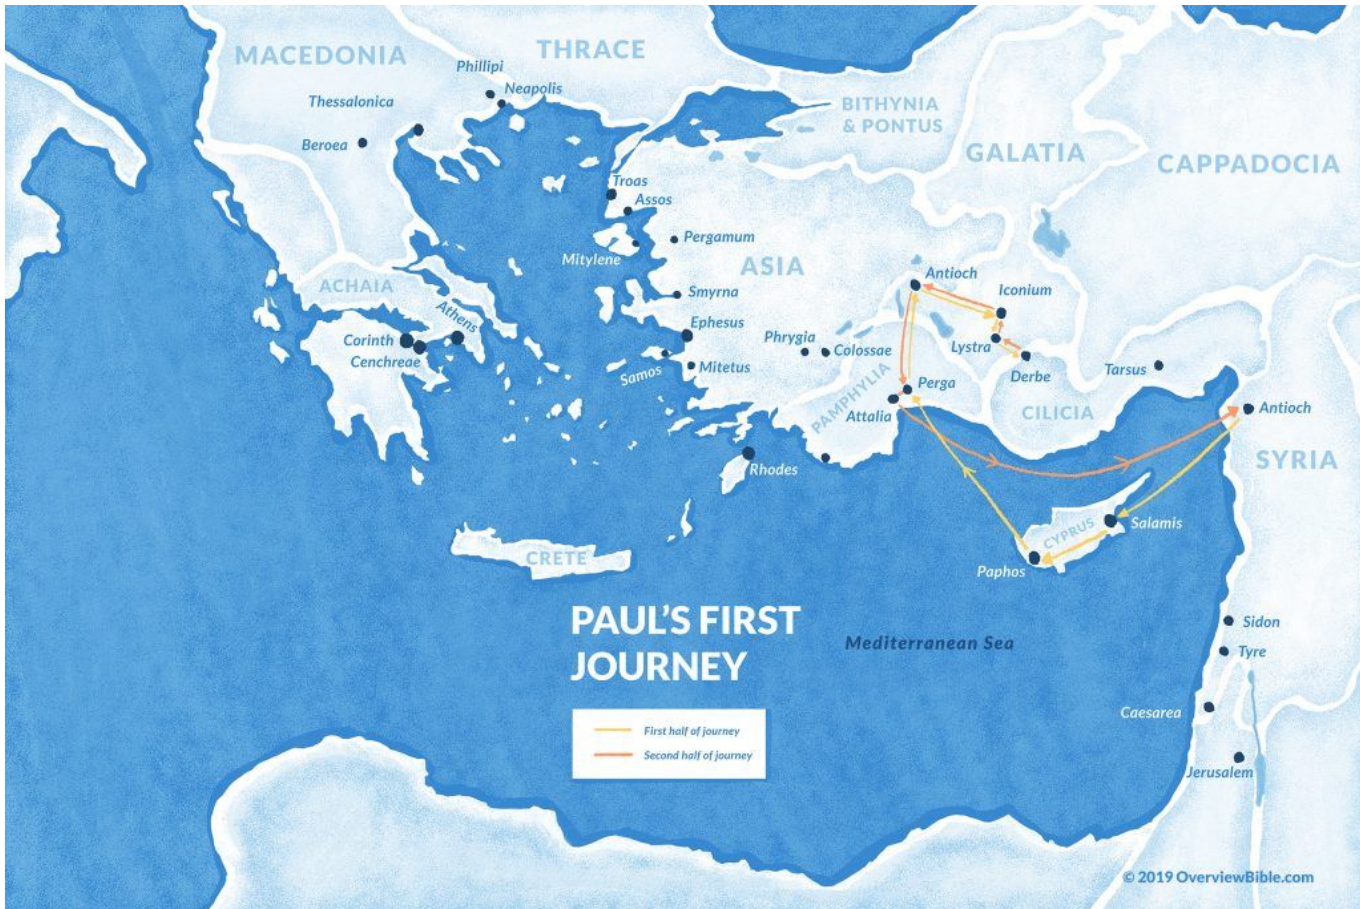 MACEDONIA
THRACE
Phillipi
Neapolis
Thessalonica
Beroea
BITHYNIA
& PONTUS
GALATIA
CAPPADOCIA
Troas
Assos
Mitylene
Pergamum
ASIA
ACHAIA
Athens
Corinth
Cenchreae
Smyrna
Ephesus
Samos
Mitetus
Phrygia
Colossae
Antioch
Iconium
Lystra
Derbe
PAMPHYLIA
Perga
Attalia
CILICIA
Tarsus
Antioch
SYRIA
Rhodes
CYPRUS
Salamis
Paphos
CRETE
PAUL'S FIRST
JOURNEY
Mediterranean Sea
First half of journey
Second half of journey
Sidon
Tyre
Caesarea
Jerusalem
© 2019 OverviewBible.com